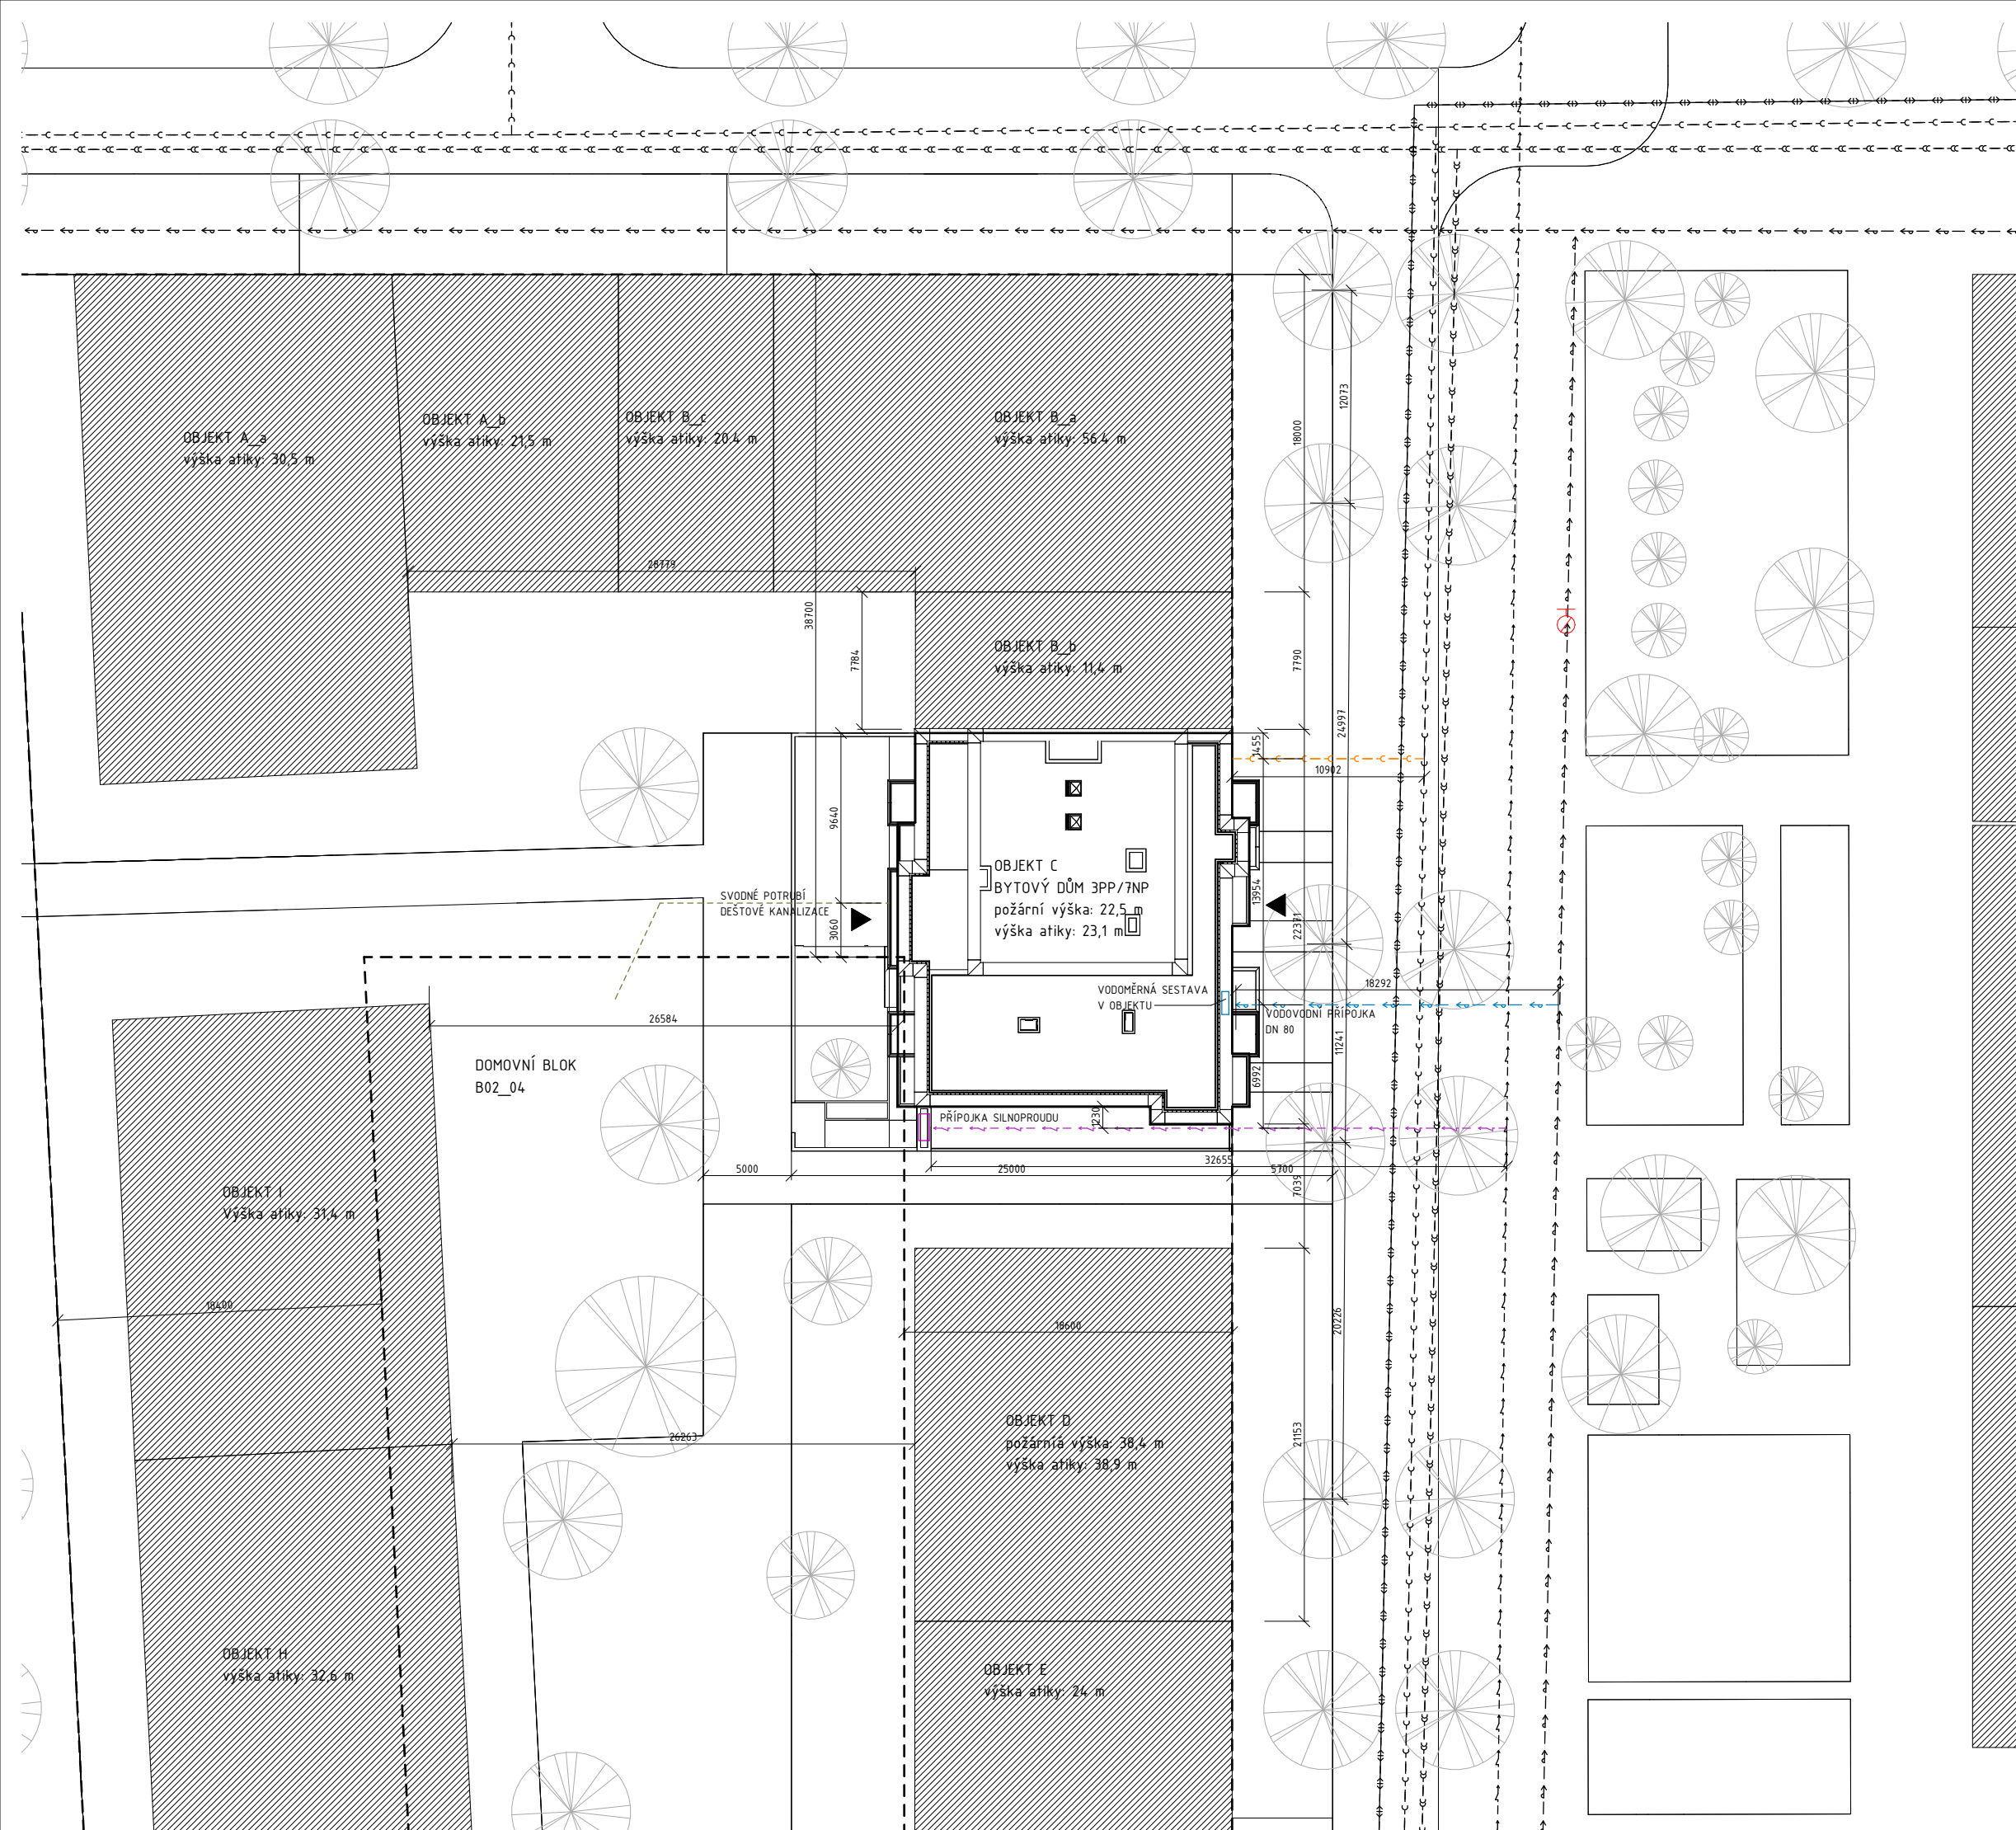 OBJEKT A_a
výška atiky: 30,5 m
OBJEKT A_b
výška atiky: 21,5 m
OBJEKT B_c
výška atiky: 20.4 m
OBJEKT B_a
výška atiky: 56,4 m
12073
18000
28779
38700
7784
OBJEKT B_b
výška atiky: 11,4 m
7790
24997
1455
10902
9640
3060
SVODNÉ POTRUBÍ
DEŠŤOVÉ KANALIZACE
OBJEKT C
BYTOVÝ DŮM 3PP/7NP
požární výška: 22,5 m
výška atiky: 23,1 m
13954
22371
18292
VODOMĚRNÁ SESTAVA
V OBJEKTU
VODOVODNÍ PŘÍPOJKA
DN 80
26584
11241
6992
DOMOVNÍ BLOK
B02_04
PŘÍPOJKA SILNOPROUDU
1230
32655
5000
25000
5700
7039
OBJEKT I
Výška atiky: 31,4 m
18400
18600
20226
26263
OBJEKT D
požárníá výška: 38,4 m
výška atiky: 38,9 m
21153
OBJEKT H
výška atiky: 32,6 m
OBJEKT E
výška atiky: 24 m